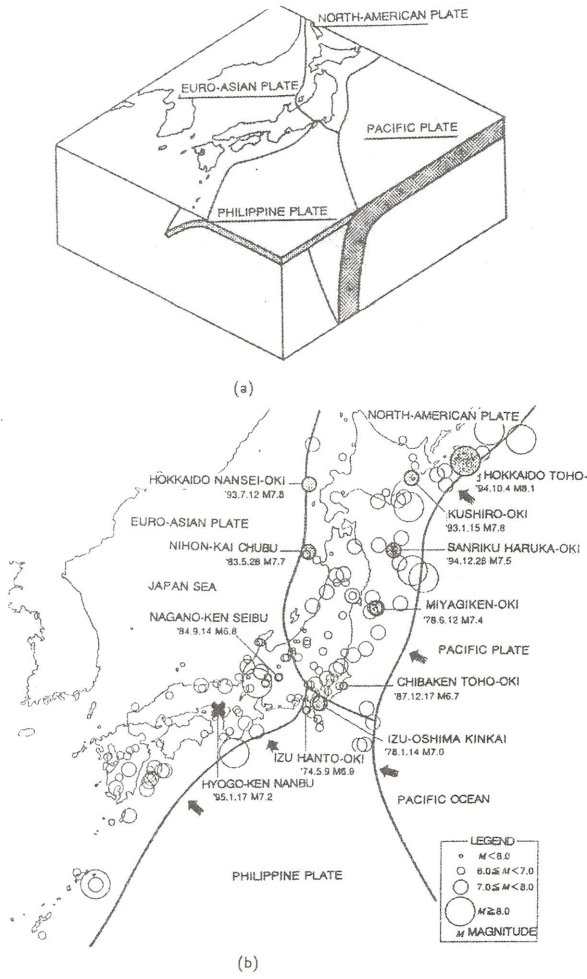 NORTH-AMERICAN PLATE
EURO-ASIAN PLATE
PACIFIC PLATE
PHILIPPINE PLATE
(a)
NORTH-AMERICAN PLATE
HOKKAIDO NANSEI-OKI
'93.7.12 M7.8
HOKKAIDO TOHO-
'94.10.4 M8.1
KUSHIRO-OKI
'93.1.15 M7.8
EURO-ASIAN PLATE
NIHON-KAI CHUBU
'83.5.28 M7.7
SANRIKU HARUKA-OKI
'94.12.28 M7.5
JAPAN SEA
NAGANO-KEN SEIBU
'84.9.14 M6.8
MIYAGIKEN-OKI
'78.6.12 M7.4
PACIFIC PLATE
CHIBAKEN TOHO-OKI
'87.12.17 M6.7
IZU-OSHIMA KINKAI
'78.1.14 M7.0
IZU HANTO-OKI
'74.5.9 M6.9
HYOGO-KEN NANBU
'95.1.17 M7.2
PACIFIC OCEAN
PHILIPPINE PLATE
LEGEND
M<6.0
6.0≦M<7.0
7.0≦M<8.0
M≧8.0
M MAGNITUDE
(b)